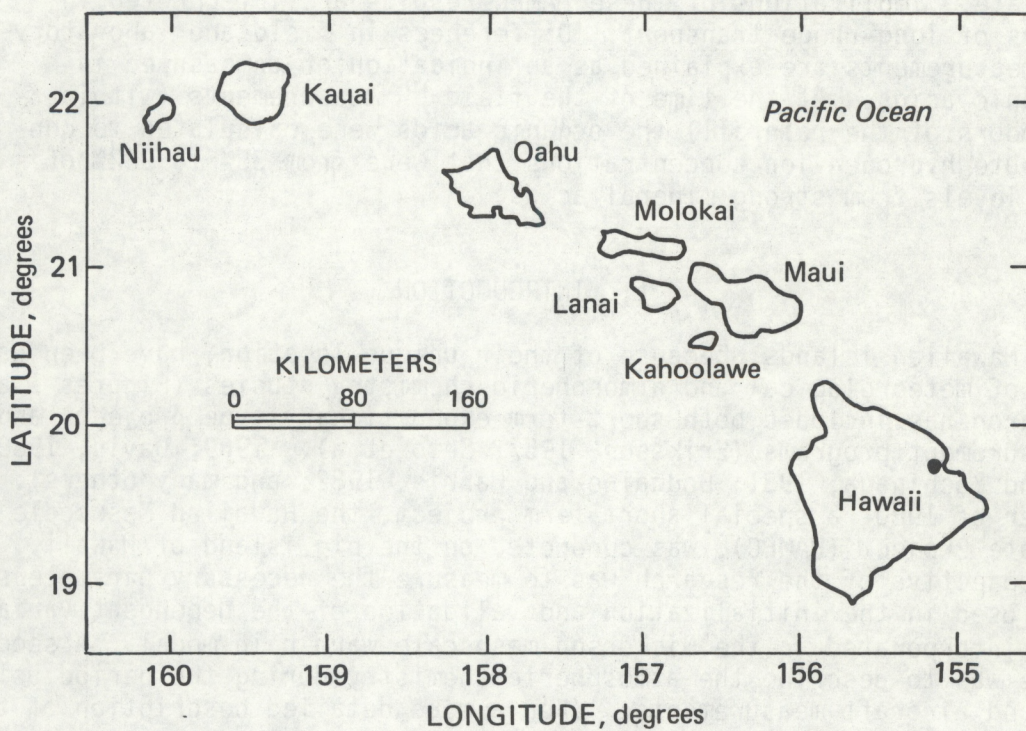 22
21
20
19
LATITUDE, degrees
Kauai
Niihau
Oahu
Pacific Ocean
Molokai
Maui
Lanai
Kahoolawe
KILOMETERS
0 80 160
Hawaii
160 159 158 157 156 155
LONGITUDE, degrees